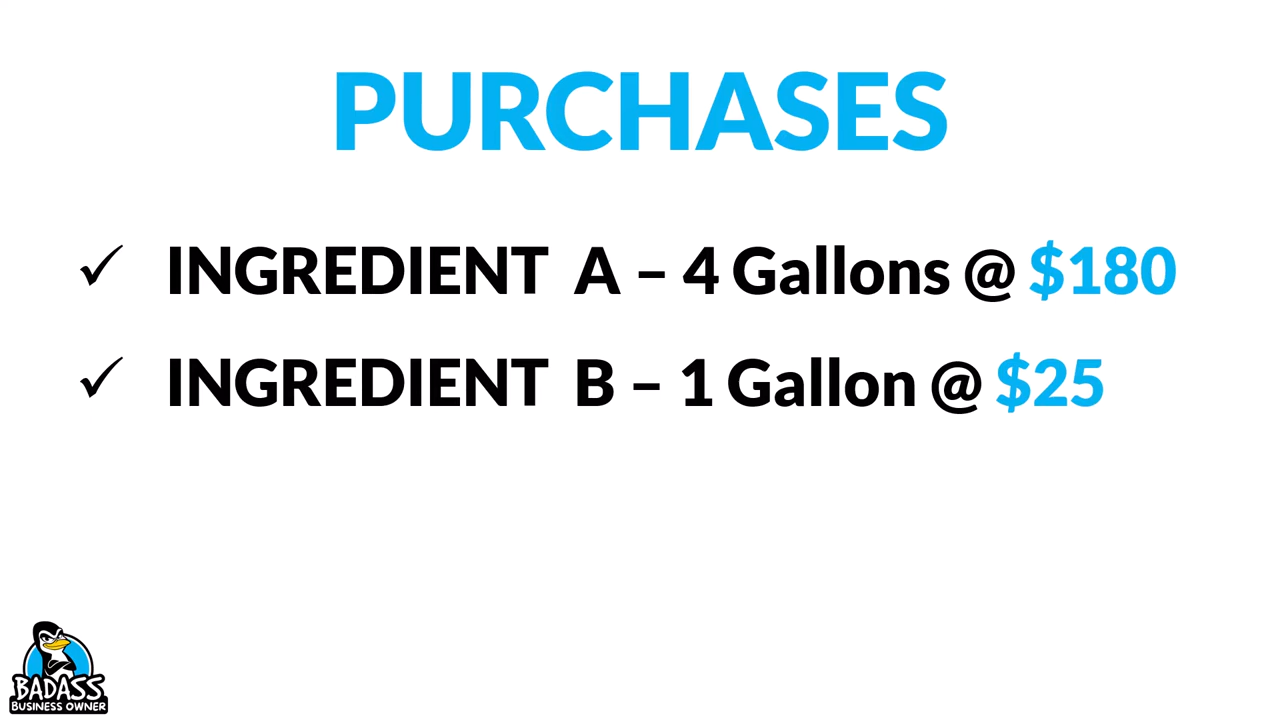 PURCHASES
✓ INGREDIENT A – 4 Gallons @ $180
✓ INGREDIENT B – 1 Gallon @ $25
BADASS
BUSINESS OWNER